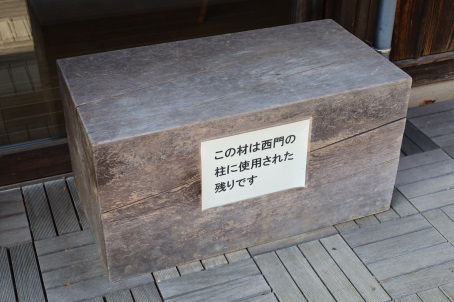 この材は西門の
柱に使用された
残りです